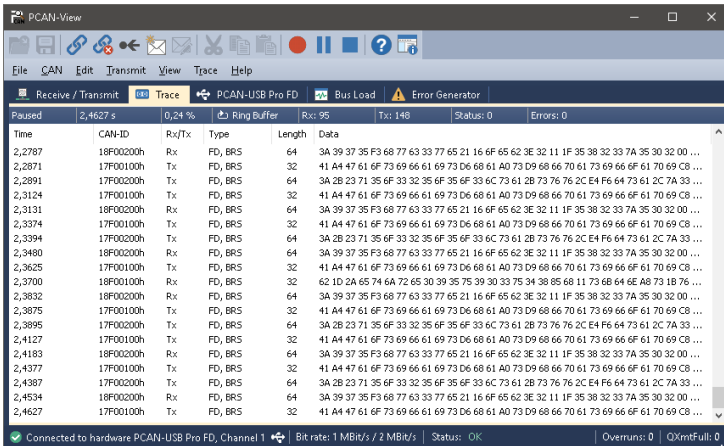 PCAN-View
File CAN Edit Transmit View Trace Help
Receive / Transmit Trace PCAN-USB Pro FD Bus Load Error Generator
Paused 2,4627 s 0,24 % Ring Buffer Rx: 95 Tx: 148 Status: 0 Errors: 0
Time CAN-ID Rx/Tx Type Length Data
2,2787 18F00200h Rx FD, BRS 64 3A 39 37 35 F3 68 77 63 33 77 65 21 16 6F 65 62 3E 32 11 1F 35 38 32 33 7A 35 30 32 00 ...
2,2871 17F00100h Tx FD, BRS 32 41 A4 47 61 6F 73 69 66 61 69 73 D6 68 61 A0 73 D9 68 66 70 61 73 69 66 6F 61 70 69 C8 ...
2,2891 17F00200h Tx FD, BRS 64 3A 2B 23 71 35 6F 33 32 35 6F 35 6F 33 6C 73 61 2B 73 76 76 2C E4 F6 64 73 61 2C 7A 33 ...
2,3124 17F00100h Tx FD, BRS 32 41 A4 47 61 6F 73 69 66 61 69 73 D6 68 61 A0 73 D9 68 66 70 61 73 69 66 6F 61 70 69 C8 ...
2,3131 18F00200h Rx FD, BRS 64 3A 39 37 35 F3 68 77 63 33 77 65 21 16 6F 65 62 3E 32 11 1F 35 38 32 33 7A 35 30 32 00 ...
2,3374 17F00100h Tx FD, BRS 32 41 A4 47 61 6F 73 69 66 61 69 73 D6 68 61 A0 73 D9 68 66 70 61 73 69 66 6F 61 70 69 C8 ...
2,3394 17F00200h Tx FD, BRS 64 3A 2B 23 71 35 6F 33 32 35 6F 35 6F 33 6C 73 61 2B 73 76 76 2C E4 F6 64 73 61 2C 7A 33 ...
2,3480 18F00200h Rx FD, BRS 64 3A 39 37 35 F3 68 77 63 33 77 65 21 16 6F 65 62 3E 32 11 1F 35 38 32 33 7A 35 30 32 00 ...
2,3625 17F00100h Tx FD, BRS 32 41 A4 47 61 6F 73 69 66 61 69 73 D6 68 61 A0 73 D9 68 66 70 61 73 69 66 6F 61 70 69 C8 ...
2,3700 18F00100h Rx FD, BRS 64 62 1D 2A 65 74 6A 72 65 30 39 35 75 39 30 33 75 34 38 85 68 11 73 6B 64 6E A8 73 1B 76 ...
2,3832 18F00200h Rx FD, BRS 64 3A 39 37 35 F3 68 77 63 33 77 65 21 16 6F 65 62 3E 32 11 1F 35 38 32 33 7A 35 30 32 00 ...
2,3875 17F00100h Tx FD, BRS 32 41 A4 47 61 6F 73 69 66 61 69 73 D6 68 61 A0 73 D9 68 66 70 61 73 69 66 6F 61 70 69 C8 ...
2,3895 17F00200h Tx FD, BRS 64 3A 2B 23 71 35 6F 33 32 35 6F 35 6F 33 6C 73 61 2B 73 76 76 2C E4 F6 64 73 61 2C 7A 33 ...
2,4127 17F00100h Tx FD, BRS 32 41 A4 47 61 6F 73 69 66 61 69 73 D6 68 61 A0 73 D9 68 66 70 61 73 69 66 6F 61 70 69 C8 ...
2,4183 18F00200h Rx FD, BRS 64 3A 39 37 35 F3 68 77 63 33 77 65 21 16 6F 65 62 3E 32 11 1F 35 38 32 33 7A 35 30 32 00 ...
2,4377 17F00100h Tx FD, BRS 32 41 A4 47 61 6F 73 69 66 61 69 73 D6 68 61 A0 73 D9 68 66 70 61 73 69 66 6F 61 70 69 C8 ...
2,4387 17F00200h Tx FD, BRS 64 3A 2B 23 71 35 6F 33 32 35 6F 35 6F 33 6C 73 61 2B 73 76 76 2C E4 F6 64 73 61 2C 7A 33 ...
2,4534 18F00200h Rx FD, BRS 64 3A 39 37 35 F3 68 77 63 33 77 65 21 16 6F 65 62 3E 32 11 1F 35 38 32 33 7A 35 30 32 00 ...
2,4627 17F00100h Tx FD, BRS 32 41 A4 47 61 6F 73 69 66 61 69 73 D6 68 61 A0 73 D9 68 66 70 61 73 69 66 6F 61 70 69 C8 ...
Connected to hardware PCAN-USB Pro FD, Channel 1 Bit rate: 1 MBit/s / 2 MBit/s Status: OK Overruns: 0 QXmtFull: 0